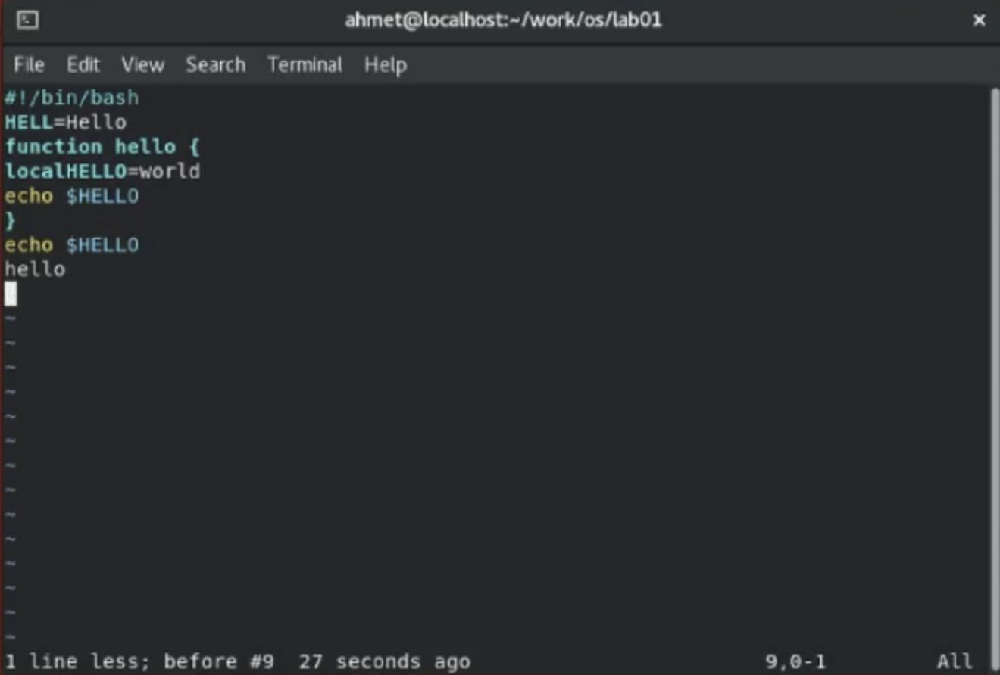 ahmet@localhost:~/work/os/lab01
File Edit View Search Terminal Help
#!/bin/bash
HELL=Hello
function hello {
localHELLO=world
echo $HELLO
}
echo $HELLO
hello
~
~
~
~
~
~
~
~
~
~
~
~
~
~
1 line less; before #9 27 seconds ago 9,0-1 All